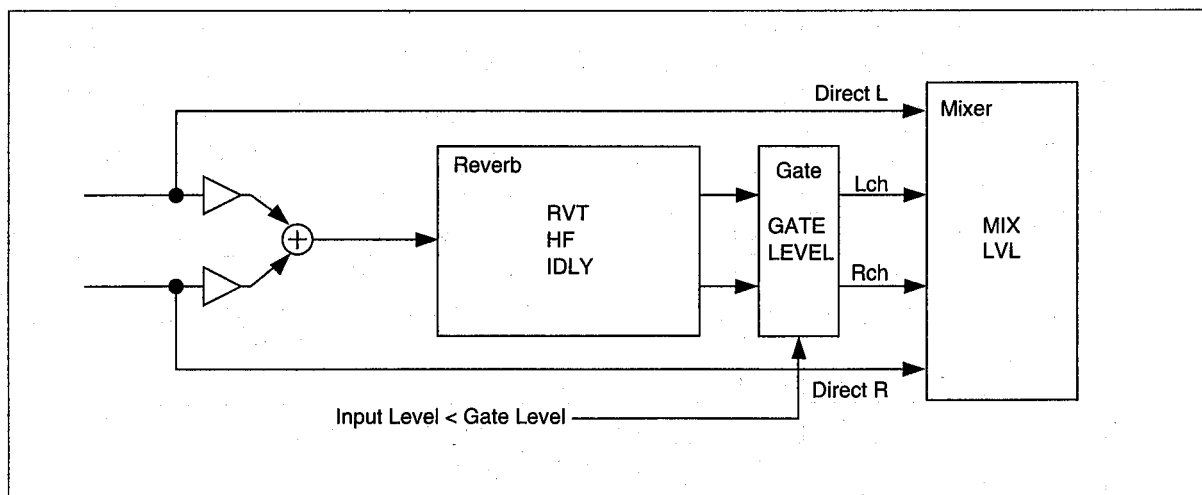 Direct L
Mixer
Reverb
Gate
Lch
RVT
HF
IDLY
GATE
LEVEL
MIX
LVL
Rch
Direct R
Input Level < Gate Level